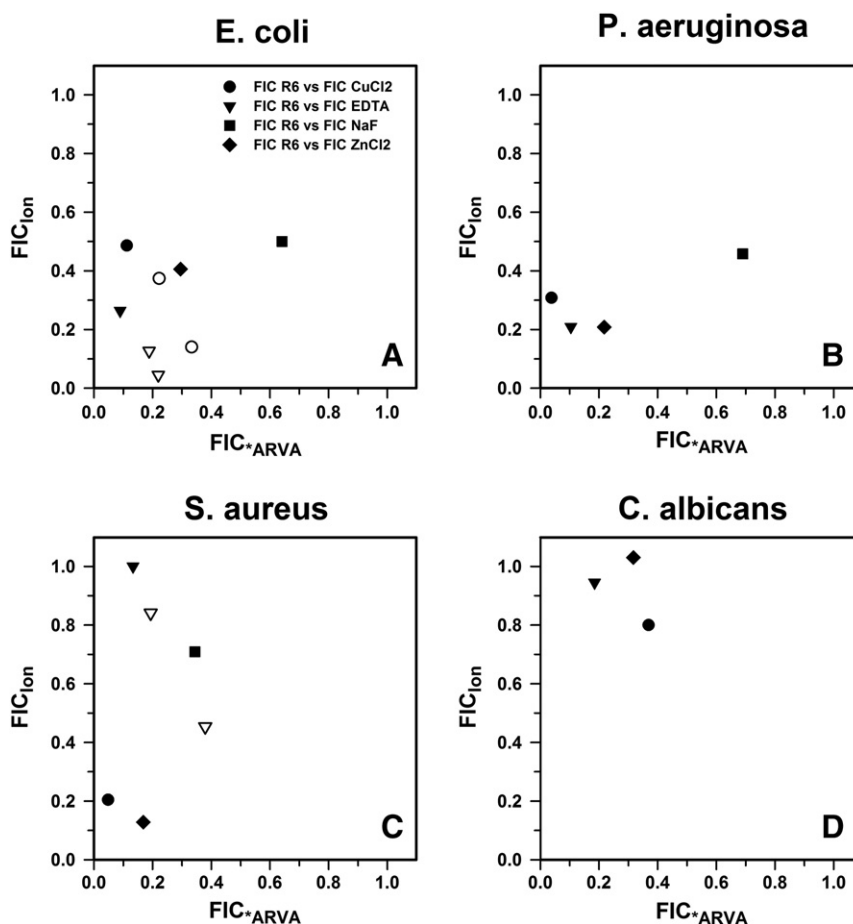 E. coli
P. aeruginosa
FIC R6 vs FIC CuCl2
FIC R6 vs FIC EDTA
FIC R6 vs FIC NaF
FIC R6 vs FIC ZnCl2
1.0
0.8
0.6
0.4
0.2
0.0
FICIon
A
0.0 0.2 0.4 0.6 0.8 1.0
FIC*ARVA
1.0
0.8
0.6
0.4
0.2
0.0
FICIon
B
0.0 0.2 0.4 0.6 0.8 1.0
FIC*ARVA
S. aureus
C. albicans
1.0
0.8
0.6
0.4
0.2
0.0
FICIon
C
0.0 0.2 0.4 0.6 0.8 1.0
FIC*ARVA
1.0
0.8
0.6
0.4
0.2
0.0
FICIon
D
0.0 0.2 0.4 0.6 0.8 1.0
FIC*ARVA